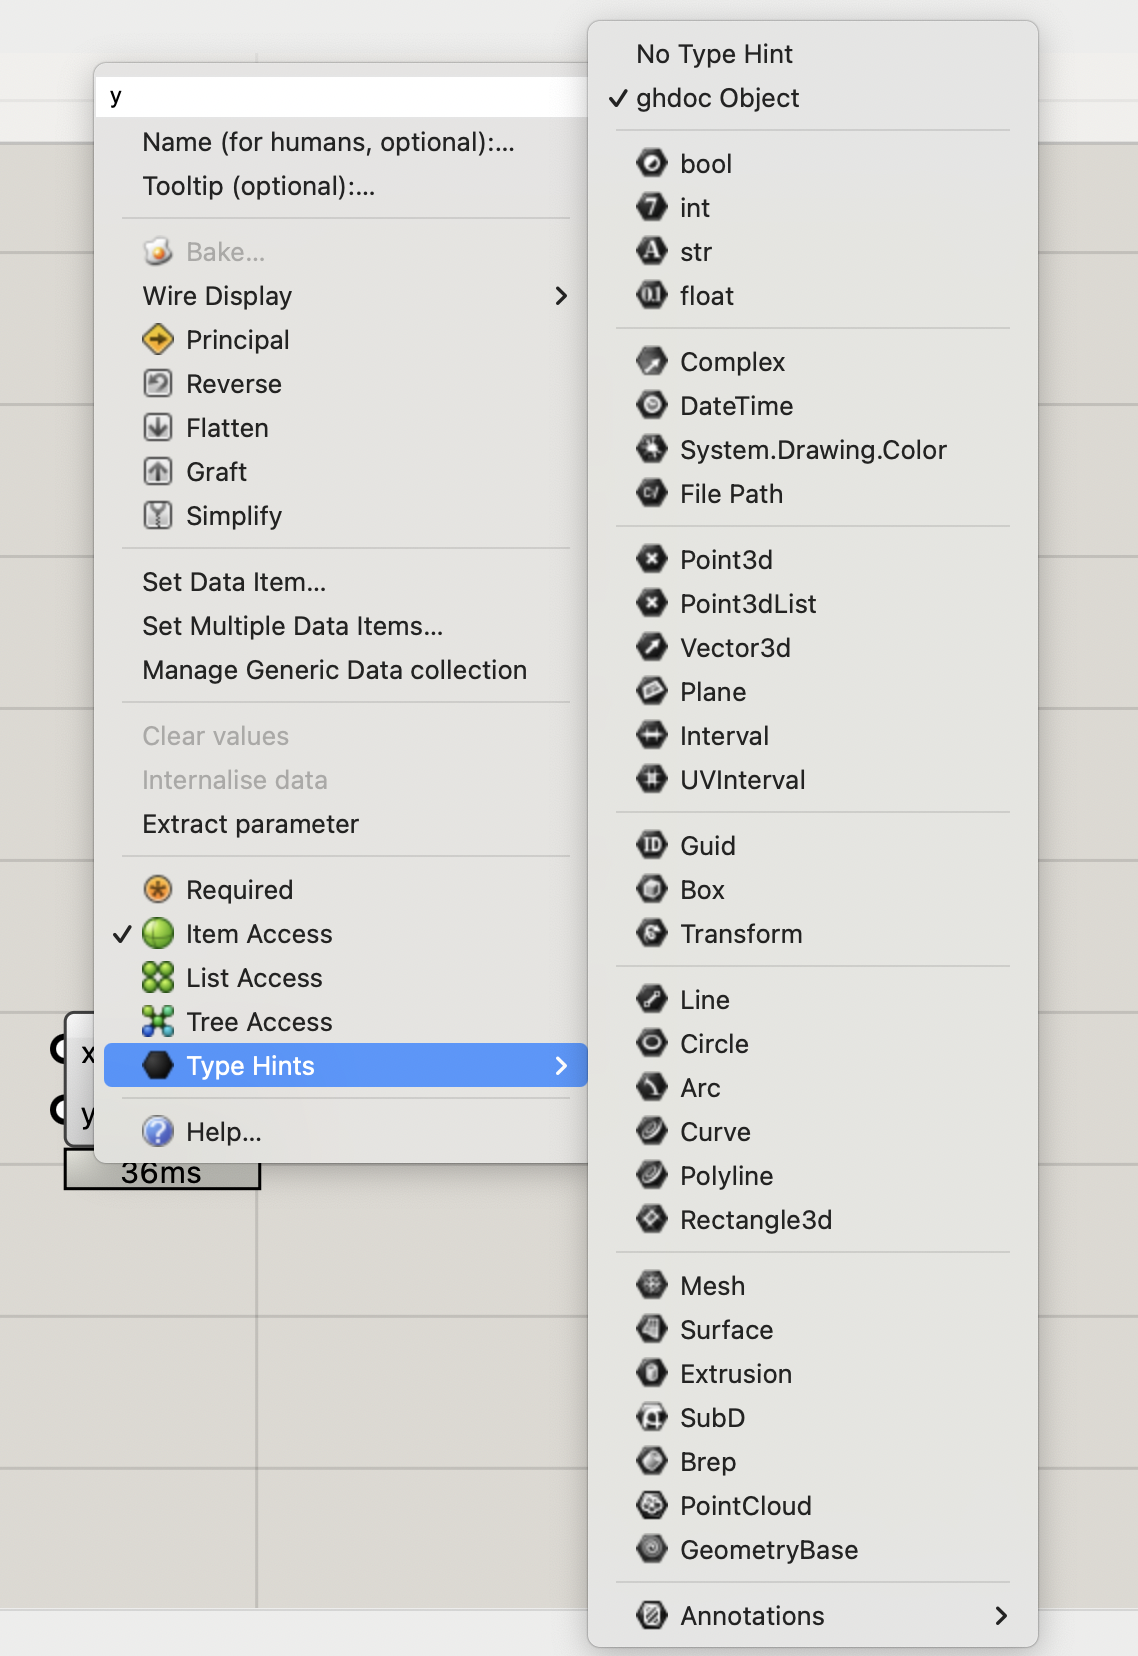 y
Name (for humans, optional):...
Tooltip (optional):...
Bake...
Wire Display
Principal
Reverse
Flatten
Graft
Simplify
Set Data Item...
Set Multiple Data Items...
Manage Generic Data collection
Clear values
Internalise data
Extract parameter
Required
Item Access
List Access
Tree Access
Type Hints
Help...
x
y
36ms
No Type Hint
ghdoc Object
bool
7 int
A str
0.1 float
Complex
DateTime
System.Drawing.Color
C:/ File Path
Point3d
Point3dList
Vector3d
Plane
Interval
UVInterval
ID Guid
Box
Transform
Line
Circle
Arc
Curve
Polyline
Rectangle3d
Mesh
Surface
Extrusion
SubD
Brep
PointCloud
GeometryBase
Annotations